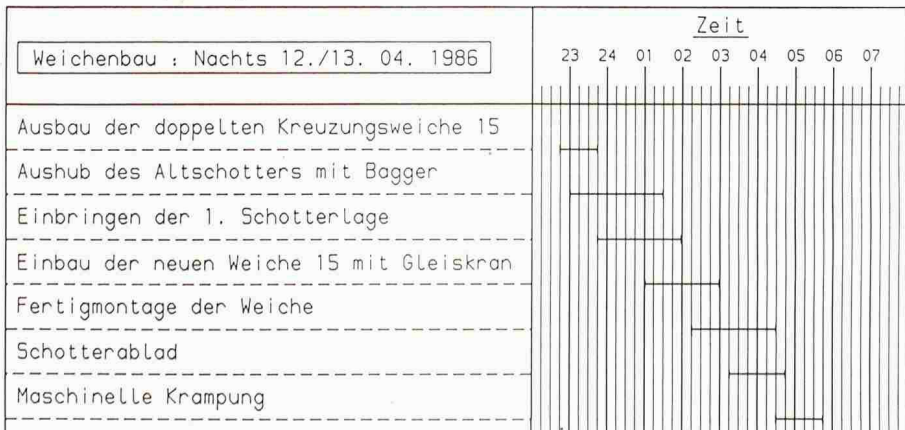 Zeit
Weichenbau : Nachts 12./13. 04. 1986
23 24 01 02 03 04 05 06 07
Ausbau der doppelten Kreuzungsweiche 15
Aushub des Altschotters mit Bagger
Einbringen der 1. Schotterlage
Einbau der neuen Weiche 15 mit Gleiskran
Fertigmontage der Weiche
Schotterablad
Maschinelle Krampung